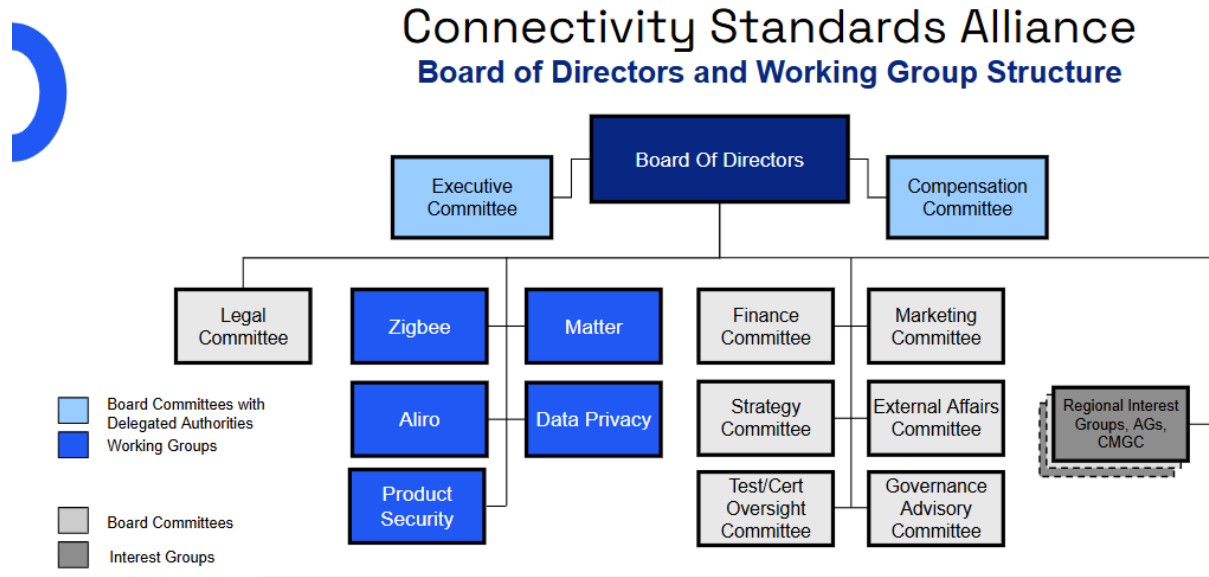 Connectivity Standards Alliance
Board of Directors and Working Group Structure
Board Of Directors
Executive
Committee
Compensation
Committee
Legal
Committee
Zigbee
Matter
Finance
Committee
Marketing
Committee
Aliro
Data Privacy
Strategy
Committee
External Affairs
Committee
Regional Interest
Groups, AGs,
CMGC
Product
Security
Test/Cert
Oversight
Committee
Governance
Advisory
Committee
Board Committees with
Delegated Authorities
Working Groups
Board Committees
Interest Groups